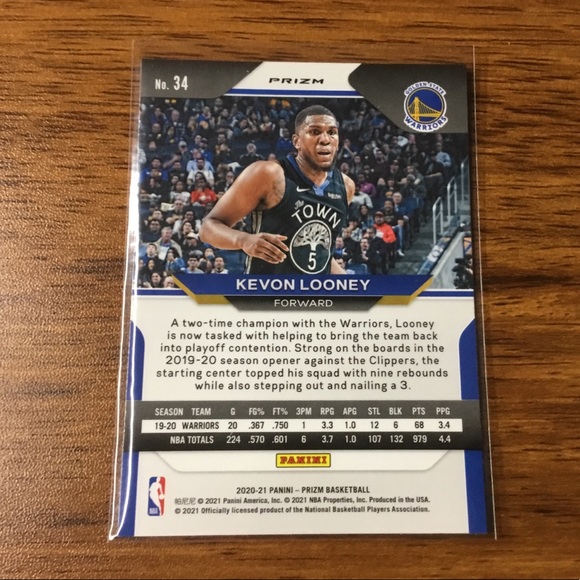 No. 34
PRIZM
GOLDEN STATE
WARRIORS
The
TOWN
5
KEVON LOONEY
FORWARD
A two-time champion with the Warriors, Looney
is now tasked with helping to bring the team back
into playoff contention. Strong on the boards in the
2019-20 season opener against the Clippers, the
starting center topped his squad with nine rebounds
while also stepping out and nailing a 3.
SEASON TEAM G FG% FT% 3PM RPG APG STL BLK PTS PPG
19-20 WARRIORS 20 .367 .750 1 3.3 1.0 12 6 68 3.4
NBA TOTALS 224 .570 .601 6 3.7 1.0 107 132 979 4.4
PANINI
2020-21 PANINI – PRIZM BASKETBALL
帕尼尼 © 2021 Panini America, Inc. © 2021 NBA Properties, Inc. Produced in the USA.
© 2021 Officially licensed product of the National Basketball Players Association.
NBA